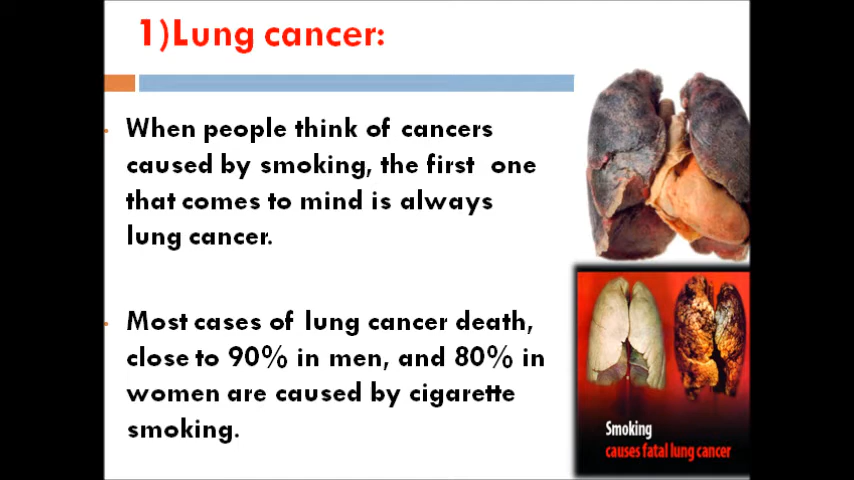 1)Lung cancer:
When people think of cancers
caused by smoking, the first one
that comes to mind is always
lung cancer.
Most cases of lung cancer death,
close to 90% in men, and 80% in
women are caused by cigarette
smoking.
Smoking
causes fatal lung cancer